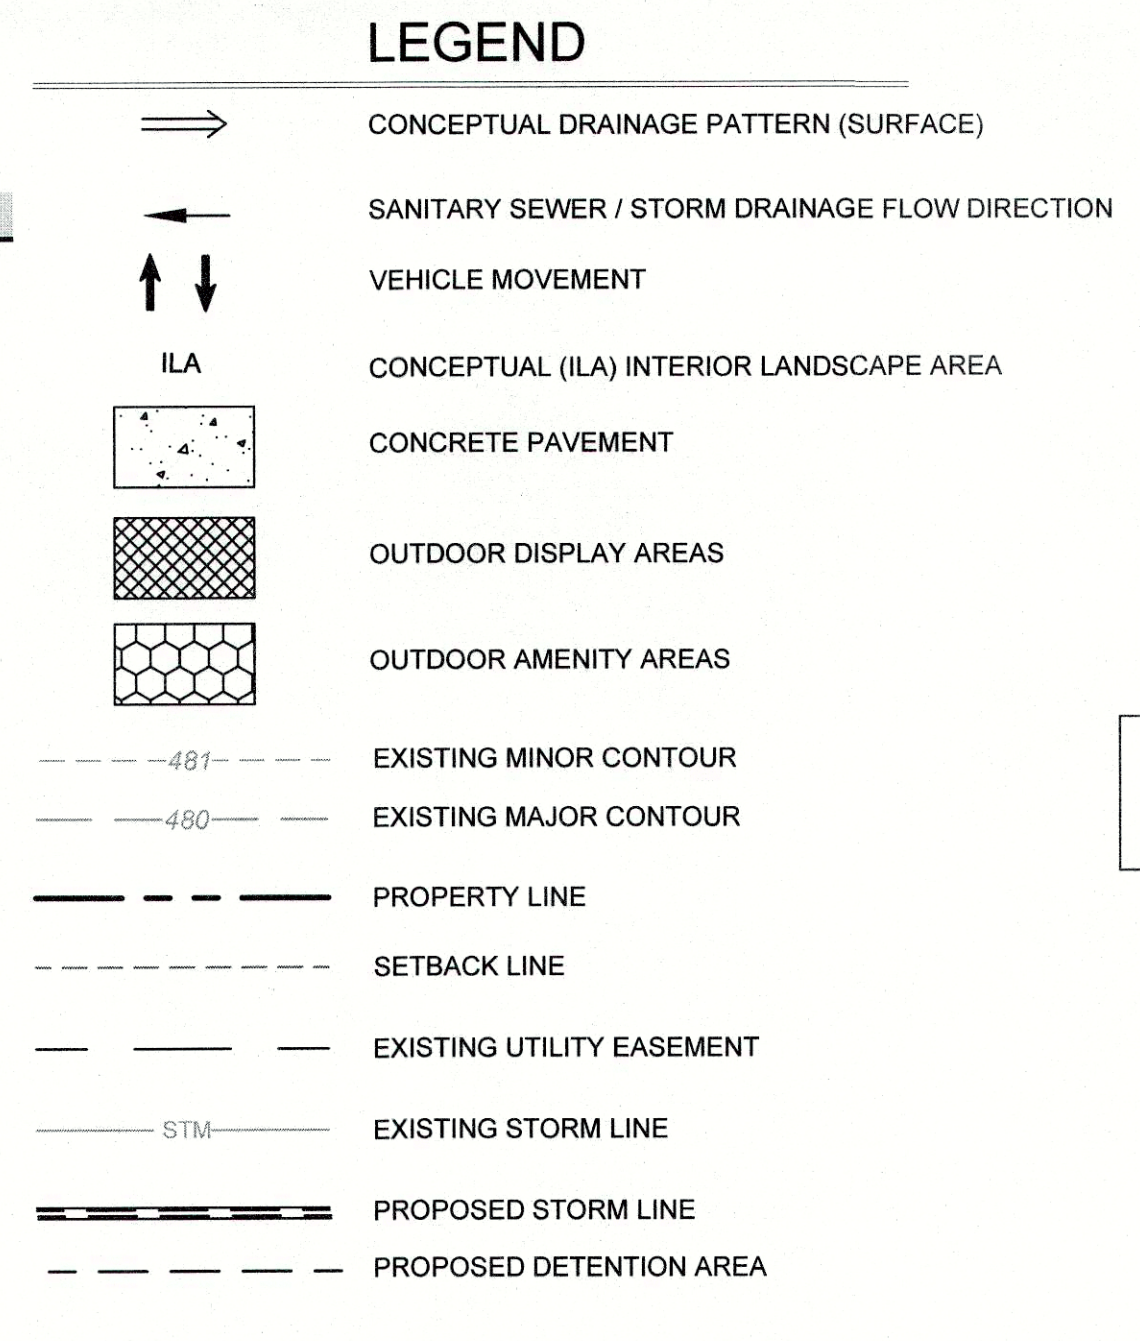 LEGEND
CONCEPTUAL DRAINAGE PATTERN (SURFACE)
SANITARY SEWER / STORM DRAINAGE FLOW DIRECTION
VEHICLE MOVEMENT
ILA CONCEPTUAL (ILA) INTERIOR LANDSCAPE AREA
CONCRETE PAVEMENT
OUTDOOR DISPLAY AREAS
OUTDOOR AMENITY AREAS
481 EXISTING MINOR CONTOUR
480 EXISTING MAJOR CONTOUR
PROPERTY LINE
SETBACK LINE
EXISTING UTILITY EASEMENT
STM EXISTING STORM LINE
PROPOSED STORM LINE
PROPOSED DETENTION AREA